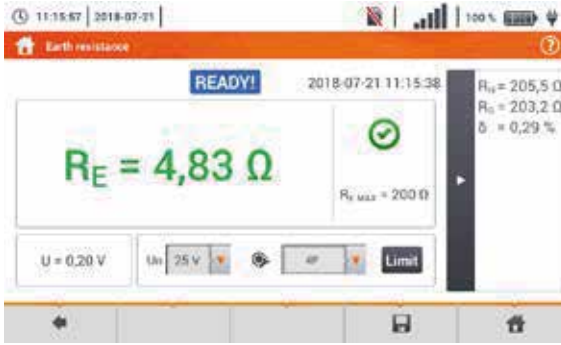 11:15:57 2018-07-21 100 %
Earth resistance
READY! 2018-07-21 11:15:38
RE = 4,83 Ω
RE MAX = 200 Ω
RH = 205,5 Ω
RS = 203,2 Ω
δ = 0,29 %
U = 0,20 V
Un 25 V 4P Limit